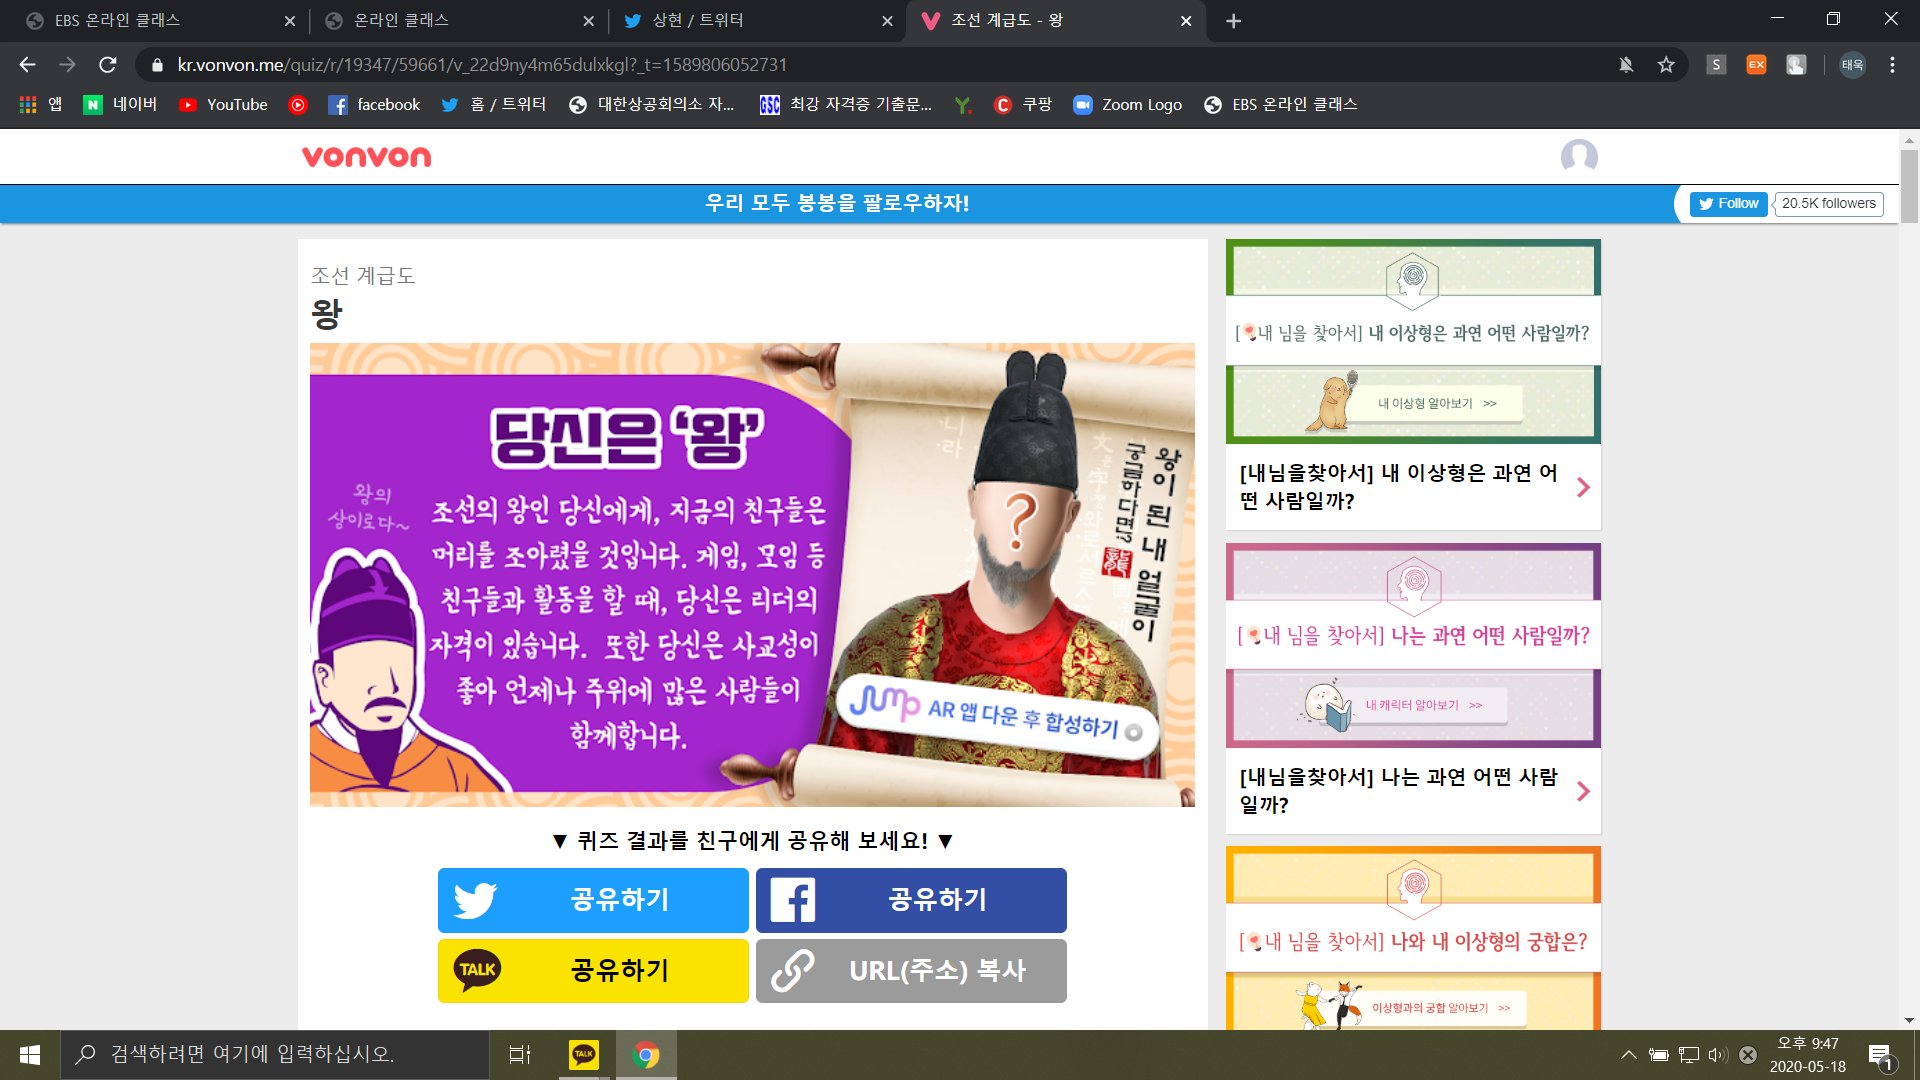 EBS 온라인 클래스
온라인 클래스
상현 / 트위터
조선 계급도 - 왕
kr.vonvon.me/quiz/r/19347/59661/v_22d9ny4m65dulxkgl?_t=1589806052731
S
EX
태욱
앱
N
네이버
YouTube
facebook
홈 / 트위터
대한상공회의소 자...
GSC
최강 자격증 기출문...
Y.
C
쿠팡
Zoom Logo
EBS 온라인 클래스
vonvon
우리 모두 봉봉을 팔로우하자!
Follow
20.5K followers
조선 계급도
왕
당신은 '왕'
왕의
상이로다~
조선의 왕인 당신에게, 지금의 친구들은
머리를 조아렸을 것입니다. 게임, 모임 등
친구들과 활동을 할 때, 당신은 리더의
자격이 있습니다. 또한 당신은 사교성이
좋아 언제나 주위에 많은 사람들이
함께합니다.
?
왕이 된 내 얼굴이
궁금하다면?
龍
Jump AR 앱 다운 후 합성하기
▼ 퀴즈 결과를 친구에게 공유해 보세요! ▼
공유하기
공유하기
TALK
공유하기
URL(주소) 복사
[내 님을 찾아서] 내 이상형은 과연 어떤 사람일까?
내 이상형 알아보기 >>
[내님을찾아서] 내 이상형은 과연 어
떤 사람일까?
[내 님을 찾아서] 나는 과연 어떤 사람일까?
내 캐릭터 알아보기 >>
[내님을찾아서] 나는 과연 어떤 사람
일까?
[내 님을 찾아서] 나와 내 이상형의 궁합은?
이상형과의 궁합 알아보기 >>
검색하려면 여기에 입력하십시오.
TALK
오후 9:47
2020-05-18
1